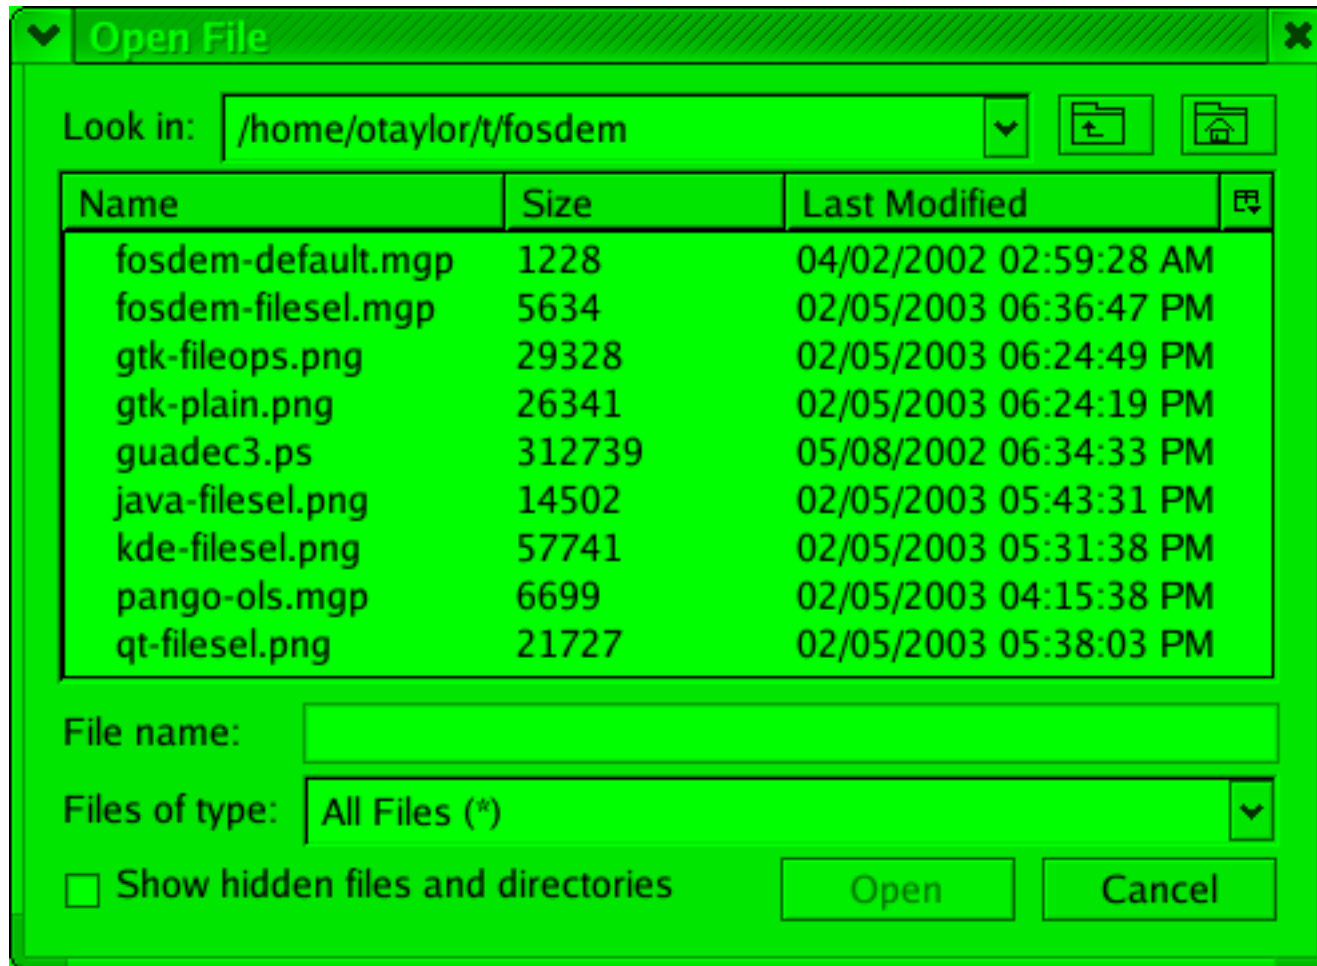 Open File
Look in: /home/otaylor/t/fosdem
Name Size Last Modified
fosdem-default.mgp 1228 04/02/2002 02:59:28 AM
fosdem-filesel.mgp 5634 02/05/2003 06:36:47 PM
gtk-fileops.png 29328 02/05/2003 06:24:49 PM
gtk-plain.png 26341 02/05/2003 06:24:19 PM
guadec3.ps 312739 05/08/2002 06:34:33 PM
java-filesel.png 14502 02/05/2003 05:43:31 PM
kde-filesel.png 57741 02/05/2003 05:31:38 PM
pango-ols.mgp 6699 02/05/2003 04:15:38 PM
qt-filesel.png 21727 02/05/2003 05:38:03 PM
File name:
Files of type: All Files (*)
Show hidden files and directories Open Cancel